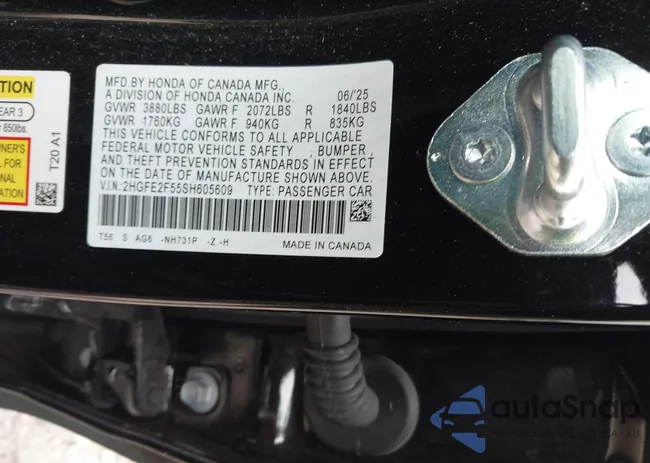 TION
EAR 3
850lbs.
NER'S
L FOR
NAL
ATION
T20 A1
MFD BY HONDA OF CANADA MFG.,
A DIVISION OF HONDA CANADA INC. 06/'25
GVWR 3880LBS GAWR F 2072LBS R 1840LBS
GVWR 1760KG GAWR F 940KG R 835KG
THIS VEHICLE CONFORMS TO ALL APPLICABLE
FEDERAL MOTOR VEHICLE SAFETY , BUMPER ,
AND THEFT PREVENTION STANDARDS IN EFFECT
ON THE DATE OF MANUFACTURE SHOWN ABOVE.
V.I.N.:2HGFE2F55SH605609 TYPE: PASSENGER CAR
T56 S AG6 -NH731P -Z -H
MADE IN CANADA
autoSnap